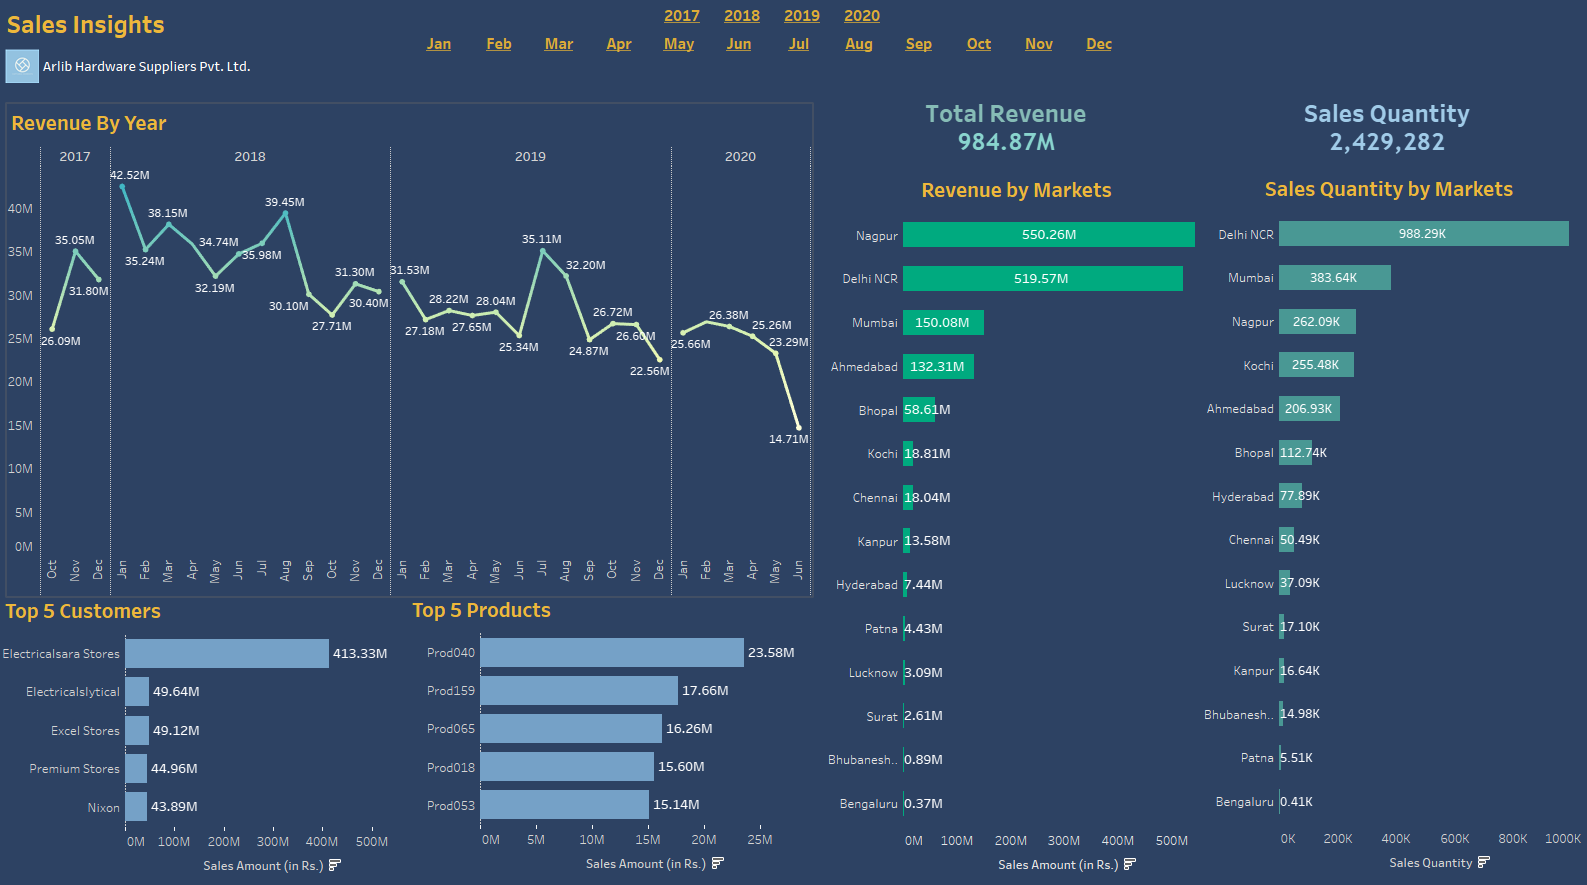 Sales Insights
Arlib Hardware Suppliers Pvt. Ltd.
2017 2018 2019 2020
Jan Feb Mar Apr May Jun Jul Aug Sep Oct Nov Dec
Revenue By Year
2017 2018 2019 2020
40M
35M
30M
25M
20M
15M
10M
5M
0M
26.09M 35.05M 31.80M
42.52M 35.24M 38.15M 34.74M 32.19M 35.98M 39.45M 30.10M 27.71M 31.30M 30.40M
31.53M 27.18M 28.22M 27.65M 28.04M 25.34M 35.11M 32.20M 24.87M 26.72M 26.60M 22.56M
25.66M 26.38M 25.26M 23.29M 14.71M
Oct Nov Dec Jan Feb Mar Apr May Jun Jul Aug Sep Oct Nov Dec Jan Feb Mar Apr May Jun Jul Aug Sep Oct Nov Dec Jan Feb Mar Apr May Jun
Top 5 Customers
Electricalsara Stores 413.33M
Electricalslytical 49.64M
Excel Stores 49.12M
Premium Stores 44.96M
Nixon 43.89M
0M 100M 200M 300M 400M 500M
Sales Amount (in Rs.)
Top 5 Products
Prod040 23.58M
Prod159 17.66M
Prod065 16.26M
Prod018 15.60M
Prod053 15.14M
0M 5M 10M 15M 20M 25M
Sales Amount (in Rs.)
Total Revenue
984.87M
Revenue by Markets
Nagpur 550.26M
Delhi NCR 519.57M
Mumbai 150.08M
Ahmedabad 132.31M
Bhopal 58.61M
Kochi 18.81M
Chennai 18.04M
Kanpur 13.58M
Hyderabad 7.44M
Patna 4.43M
Lucknow 3.09M
Surat 2.61M
Bhubanesh.. 0.89M
Bengaluru 0.37M
0M 100M 200M 300M 400M 500M
Sales Amount (in Rs.)
Sales Quantity
2,429,282
Sales Quantity by Markets
Delhi NCR 988.29K
Mumbai 383.64K
Nagpur 262.09K
Kochi 255.48K
Ahmedabad 206.93K
Bhopal 112.74K
Hyderabad 77.89K
Chennai 50.49K
Lucknow 37.09K
Surat 17.10K
Kanpur 16.64K
Bhubanesh.. 14.98K
Patna 5.51K
Bengaluru 0.41K
0K 200K 400K 600K 800K 1000K
Sales Quantity